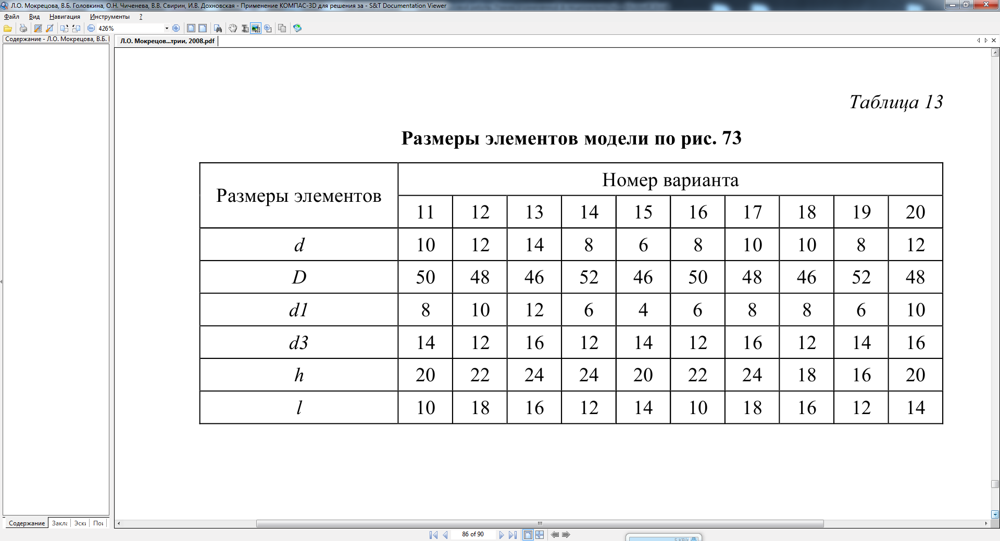 Л.О. Мокрецова, В.Б. Головкина, О.Н. Чиченева, В.В. Свирин, И.В. Дохновская - Применение КОМПАС-3D для решения за - S&T Documentation Viewer
Файл Вид Навигация Инструменты ?
426%
Содержание - Л.О. Мокрецова, В.Б.
Л.О. Мокрецов...трии, 2008.pdf
Таблица 13
Размеры элементов модели по рис. 73
Размеры элементов Номер варианта
11 12 13 14 15 16 17 18 19 20
d 10 12 14 8 6 8 10 10 8 12
D 50 48 46 52 46 50 48 46 52 48
d1 8 10 12 6 4 6 8 8 6 10
d3 14 12 16 12 14 12 16 12 14 16
h 20 22 24 24 20 22 24 18 16 20
l 10 18 16 12 14 10 18 16 12 14
Содержание
86 of 90
5 KB/s